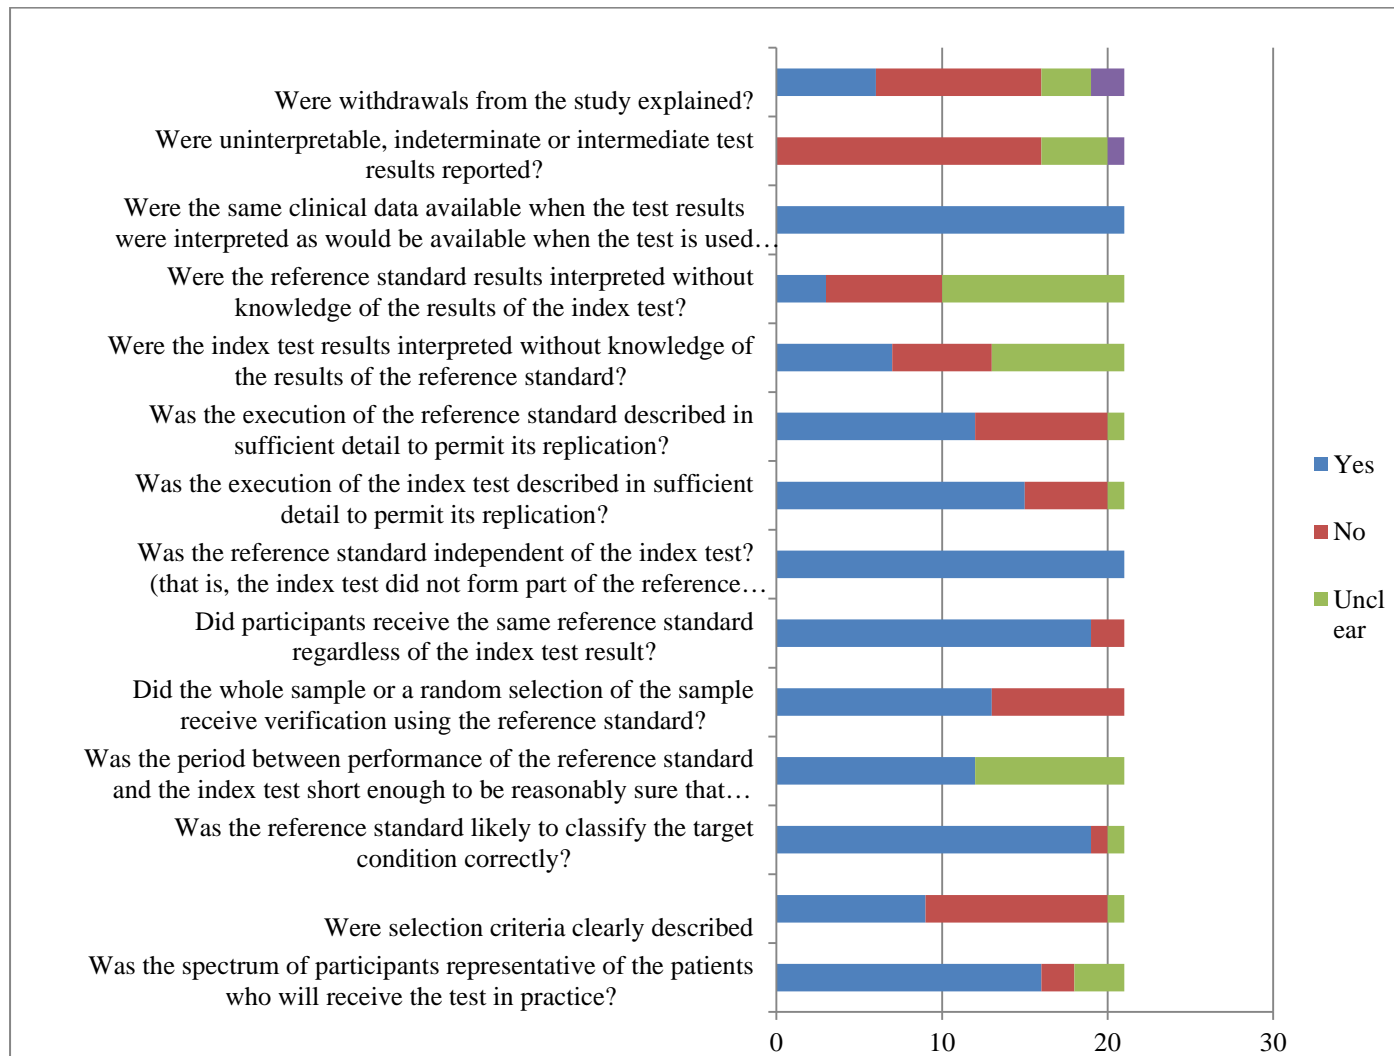 Were withdrawals from the study explained?
Were uninterpretable, indeterminate or intermediate test
results reported?
Were the same clinical data available when the test results
were interpreted as would be available when the test is used…
Were the reference standard results interpreted without
knowledge of the results of the index test?
Were the index test results interpreted without knowledge of
the results of the reference standard?
Was the execution of the reference standard described in
sufficient detail to permit its replication?
Was the execution of the index test described in sufficient
detail to permit its replication?
Was the reference standard independent of the index test?
(that is, the index test did not form part of the reference…
Did participants receive the same reference standard
regardless of the index test result?
Did the whole sample or a random selection of the sample
receive verification using the reference standard?
Was the period between performance of the reference standard
and the index test short enough to be reasonably sure that…
Was the reference standard likely to classify the target
condition correctly?
Were selection criteria clearly described
Was the spectrum of participants representative of the patients
who will receive the test in practice?
0 10 20 30
Yes
No
Uncl
ear